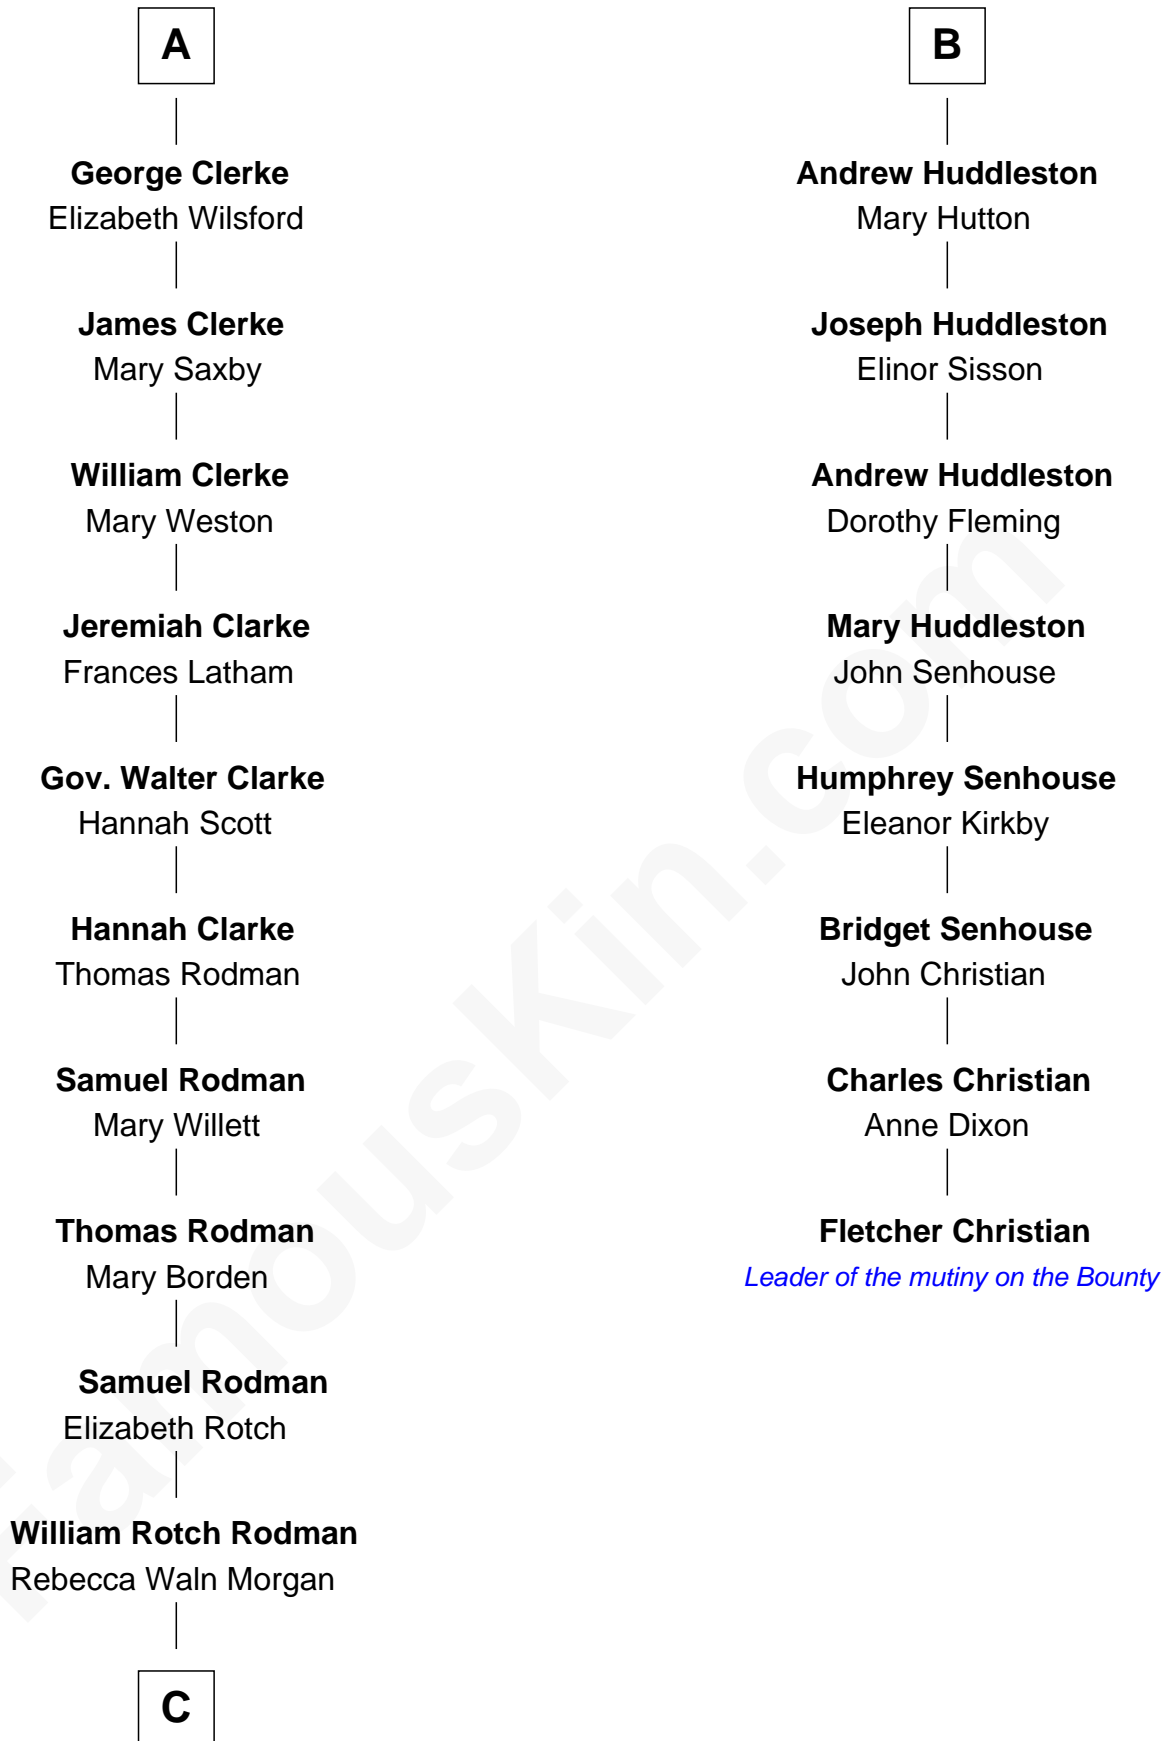 A
George Clerke
Elizabeth Wilsford
James Clerke
Mary Saxby
William Clerke
Mary Weston
Jeremiah Clarke
Frances Latham
Gov. Walter Clarke
Hannah Scott
Hannah Clarke
Thomas Rodman
Samuel Rodman
Mary Willett
Thomas Rodman
Mary Borden
Samuel Rodman
Elizabeth Rotch
William Rotch Rodman
Rebecca Waln Morgan
C
B
Andrew Huddleston
Mary Hutton
Joseph Huddleston
Elinor Sisson
Andrew Huddleston
Dorothy Fleming
Mary Huddleston
John Senhouse
Humphrey Senhouse
Eleanor Kirkby
Bridget Senhouse
John Christian
Charles Christian
Anne Dixon
Fletcher Christian
Leader of the mutiny on the Bounty
FamousKin.com